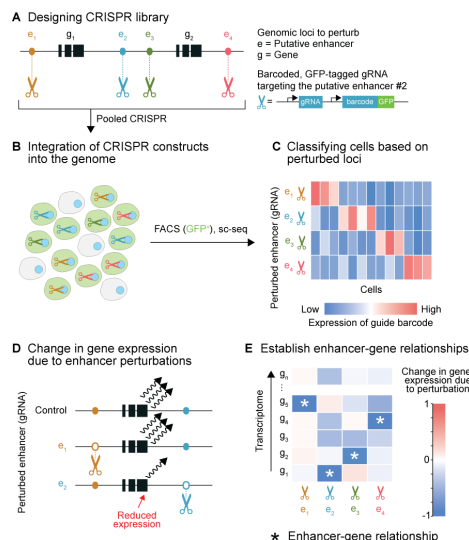 A Designing CRISPR library
e1 g1 e2 e3 g2 e4
Genomic loci to perturb
e = Putative enhancer
g = Gene
Barcoded, GFP-tagged gRNA
targeting the putative enhancer #2
= gRNA barcode GFP
Pooled CRISPR
B Integration of CRISPR constructs
into the genome
FACS (GFP+), sc-seq
C Classifying cells based on
perturbed loci
Perturbed enhancer (gRNA)
e1
e2
e3
e4
Cells
Low High
Expression of guide barcode
D Change in gene expression
due to enhancer perturbations
Perturbed enhancer (gRNA)
Control
e1
e2
Reduced
expression
E Establish enhancer-gene relationships
Transcriptome
gn
⋮
g5
g4
g3
g2
g1
* * * *
e1 e2 e3 e4
Change in gene
expression due
to perturbation
1
0
-1
* Enhancer-gene relationship